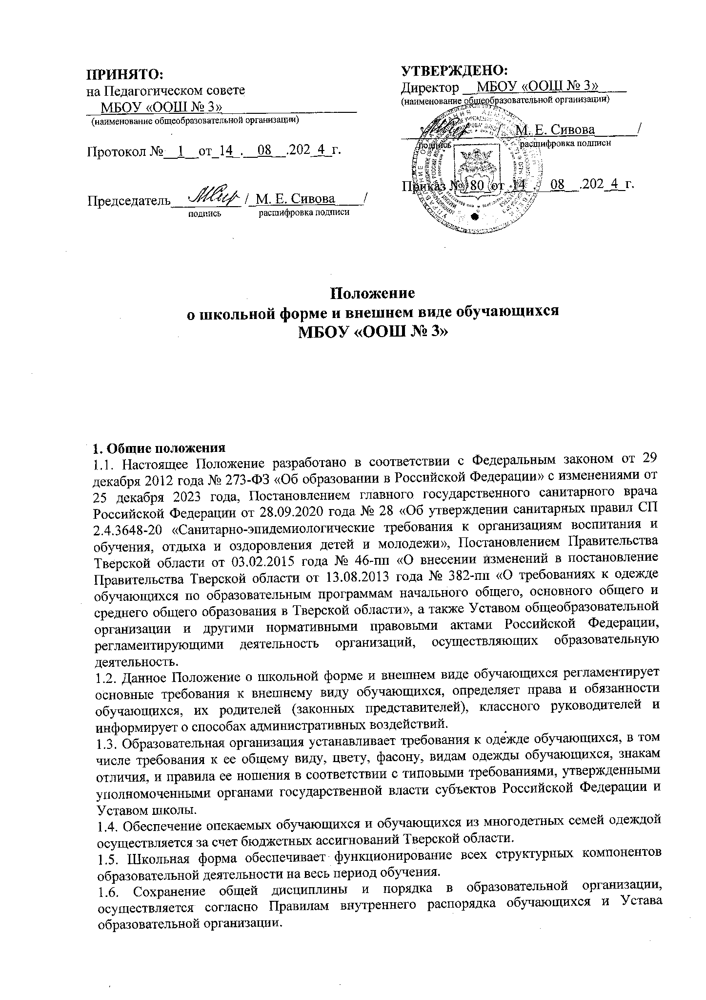 ПРИНЯТО:
на Педагогическом совете
МБОУ «ООШ № 3»
(наименование общеобразовательной организации)
Протокол № 1 от 14 . 08 .202 4 г.
Председатель / М. Е. Сивова /
подпись расшифровка подписи
УТВЕРЖДЕНО:
Директор МБОУ «ООШ № 3»
(наименование общеобразовательной организации)
/ М. Е. Сивова /
подпись расшифровка подписи
Приказ № 80 от 14 . 08 .202 4 г.
Положение
о школьной форме и внешнем виде обучающихся
МБОУ «ООШ № 3»
1. Общие положения
1.1. Настоящее Положение разработано в соответствии с Федеральным законом от 29
декабря 2012 года № 273-ФЗ «Об образовании в Российской Федерации» с изменениями от
25 декабря 2023 года, Постановлением главного государственного санитарного врача
Российской Федерации от 28.09.2020 года № 28 «Об утверждении санитарных правил СП
2.4.3648-20 «Санитарно-эпидемиологические требования к организациям воспитания и
обучения, отдыха и оздоровления детей и молодежи», Постановлением Правительства
Тверской области от 03.02.2015 года № 46-пп «О внесении изменений в постановление
Правительства Тверской области от 13.08.2013 года № 382-пп «О требованиях к одежде
обучающихся по образовательным программам начального общего, основного общего и
среднего общего образования в Тверской области», а также Уставом общеобразовательной
организации и другими нормативными правовыми актами Российской Федерации,
регламентирующими деятельность организаций, осуществляющих образовательную
деятельность.
1.2. Данное Положение о школьной форме и внешнем виде обучающихся регламентирует
основные требования к внешнему виду обучающихся, определяет права и обязанности
обучающихся, их родителей (законных представителей), классного руководителей и
информирует о способах административных воздействий.
1.3. Образовательная организация устанавливает требования к одежде обучающихся, в том
числе требования к ее общему виду, цвету, фасону, видам одежды обучающихся, знакам
отличия, и правила ее ношения в соответствии с типовыми требованиями, утвержденными
уполномоченными органами государственной власти субъектов Российской Федерации и
Уставом школы.
1.4. Обеспечение опекаемых обучающихся и обучающихся из многодетных семей одеждой
осуществляется за счет бюджетных ассигнований Тверской области.
1.5. Школьная форма обеспечивает функционирование всех структурных компонентов
образовательной деятельности на весь период обучения.
1.6. Сохранение общей дисциплины и порядка в образовательной организации,
осуществляется согласно Правилам внутреннего распорядка обучающихся и Устава
образовательной организации.